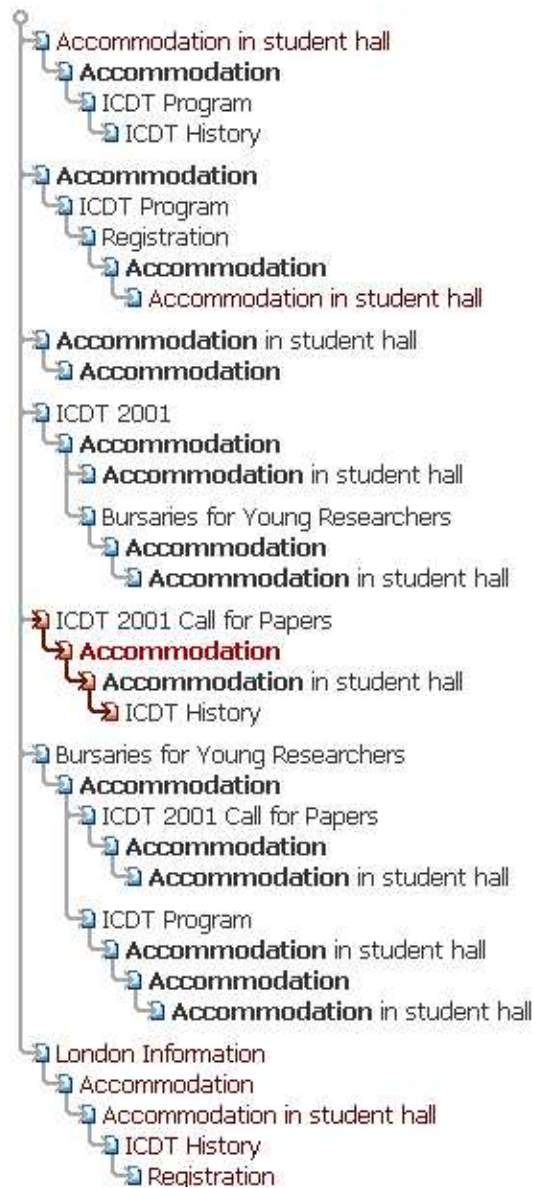 Accommodation in student hall
Accommodation
ICDT Program
ICDT History
Accommodation
ICDT Program
Registration
Accommodation
Accommodation in student hall
Accommodation in student hall
Accommodation
ICDT 2001
Accommodation
Accommodation in student hall
Bursaries for Young Researchers
Accommodation
Accommodation in student hall
ICDT 2001 Call for Papers
Accommodation
Accommodation in student hall
ICDT History
Bursaries for Young Researchers
Accommodation
ICDT 2001 Call for Papers
Accommodation
Accommodation in student hall
ICDT Program
Accommodation in student hall
Accommodation
Accommodation in student hall
London Information
Accommodation
Accommodation in student hall
ICDT History
Registration